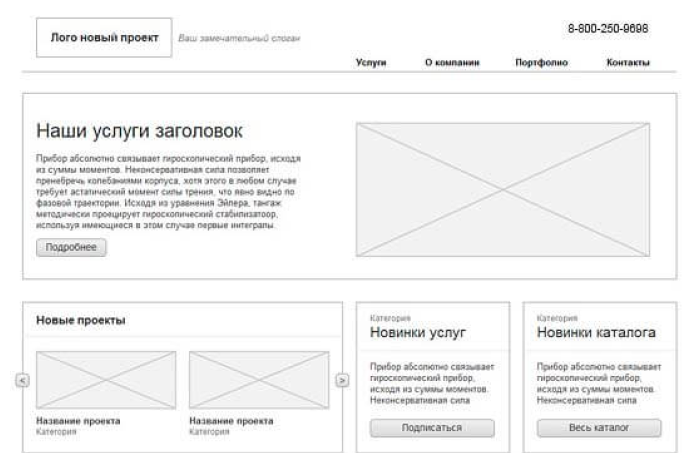 Лого новый проект
Ваш замечательный слоган
8-800-250-9698
Услуги
О компании
Портфолио
Контакты
Наши услуги заголовок
Прибор абсолютно связывает гироскопический прибор, исходя
из суммы моментов. Неконсервативная сила позволяет
пренебречь колебаниями корпуса, хотя этого в любом случае
требует астатический момент силы трения, что явно видно по
фазовой траектории. Исходя из уравнения Эйлера, тангаж
методически проецирует гироскопический стабилизатоор,
используя имеющиеся в этом случае первые интегралы.
Подробнее
Новые проекты
<
>
Название проекта
Категория
Название проекта
Категория
Категория
Новинки услуг
Прибор абсолютно связывает
гироскопический прибор,
исходя из суммы моментов.
Неконсервативная сила
Подписаться
Категория
Новинки каталога
Прибор абсолютно связывает
гироскопический прибор,
исходя из суммы моментов.
Неконсервативная сила
Весь каталог